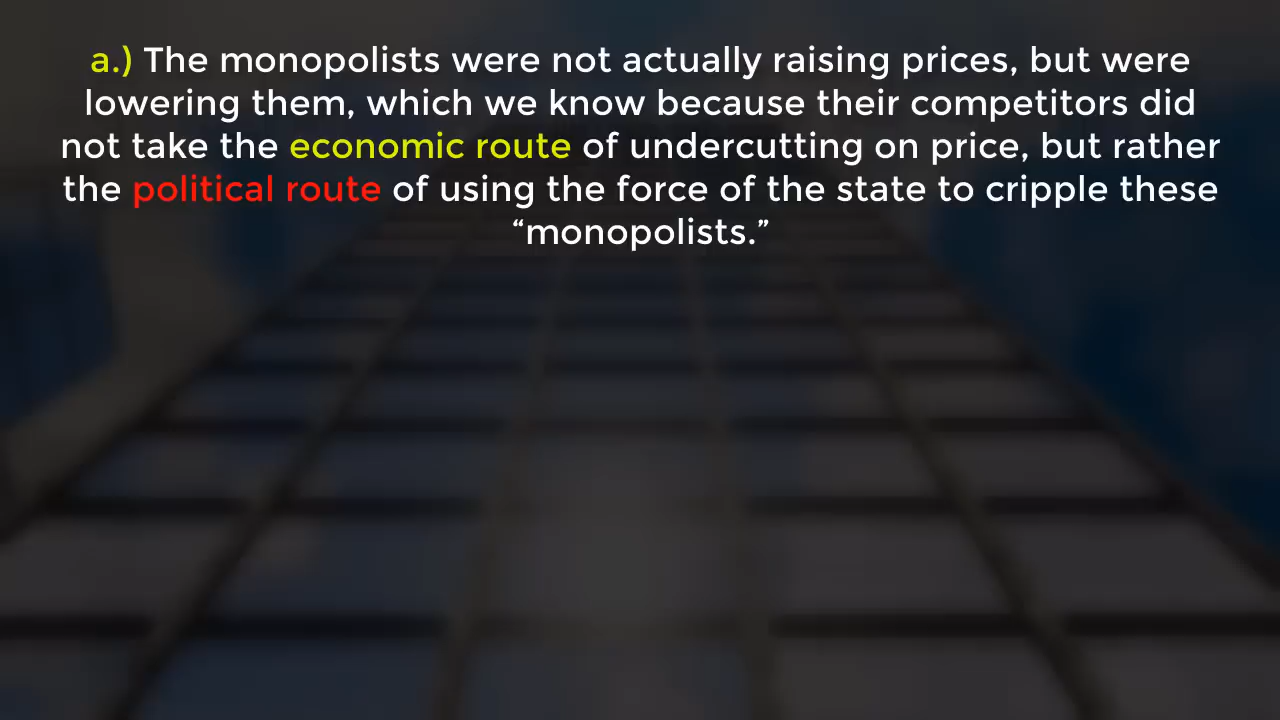 a.) The monopolists were not actually raising prices, but were
lowering them, which we know because their competitors did
not take the economic route of undercutting on price, but rather
the political route of using the force of the state to cripple these
“monopolists.”